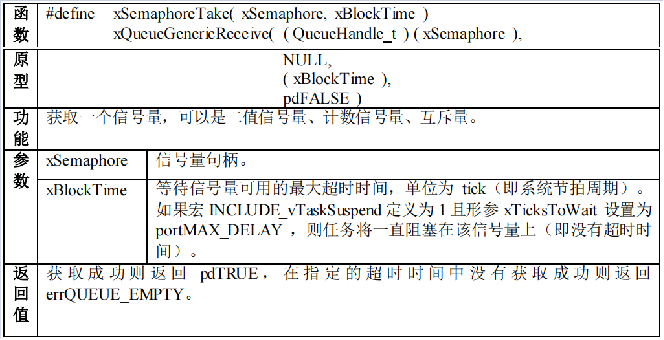 函数原型
#define xSemaphoreTake( xSemaphore, xBlockTime )
xQueueGenericReceive( ( QueueHandle_t ) ( xSemaphore ),
NULL,
( xBlockTime ),
pdFALSE )
功能
获取一个信号量，可以是二值信号量、计数信号量、互斥量。
参数
xSemaphore
信号量句柄。
xBlockTime
等待信号量可用的最大超时时间，单位为 tick（即系统节拍周期）。
如果宏 INCLUDE_vTaskSuspend 定义为 1 且形参 xTicksToWait 设置为
portMAX_DELAY ，则任务将一直阻塞在该信号量上（即没有超时时
间）。
返回值
获取成功则返回 pdTRUE，在指定的超时时间中没有获取成功则返回
errQUEUE_EMPTY。